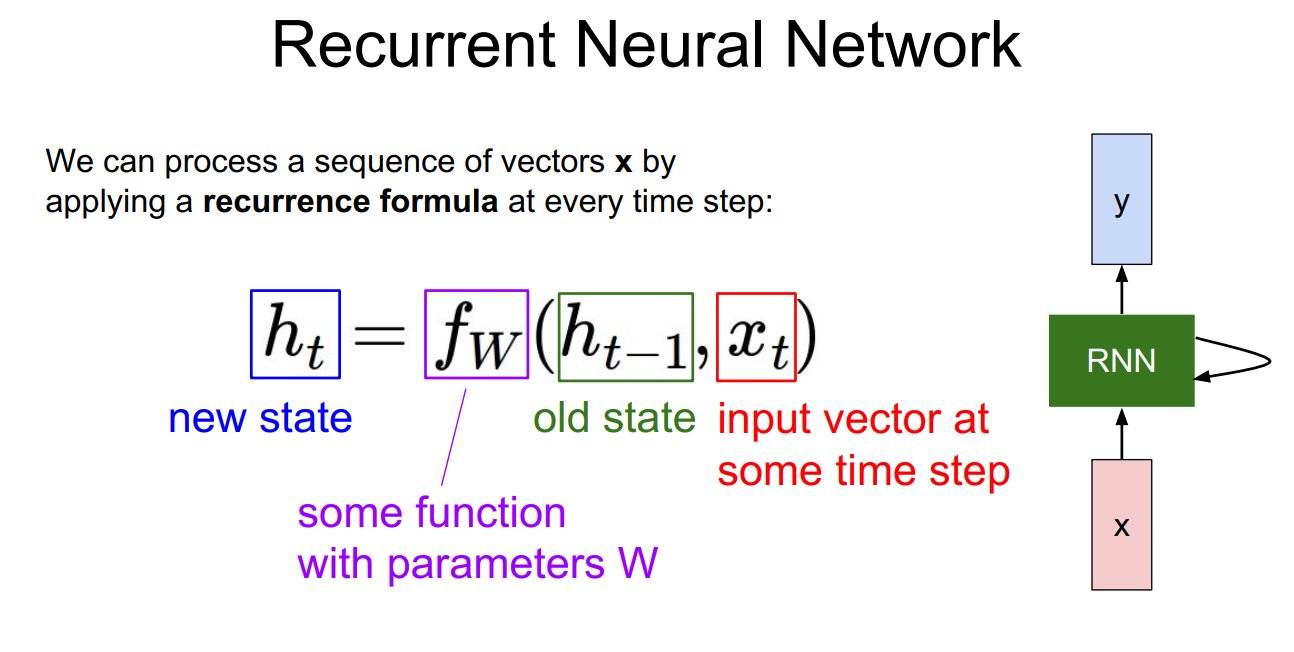 Recurrent Neural Network
We can process a sequence of vectors x by
applying a recurrence formula at every time step:
h_t = f_W(h_{t-1}, x_t)
new state
old state
input vector at
some time step
some function
with parameters W
y
RNN
x